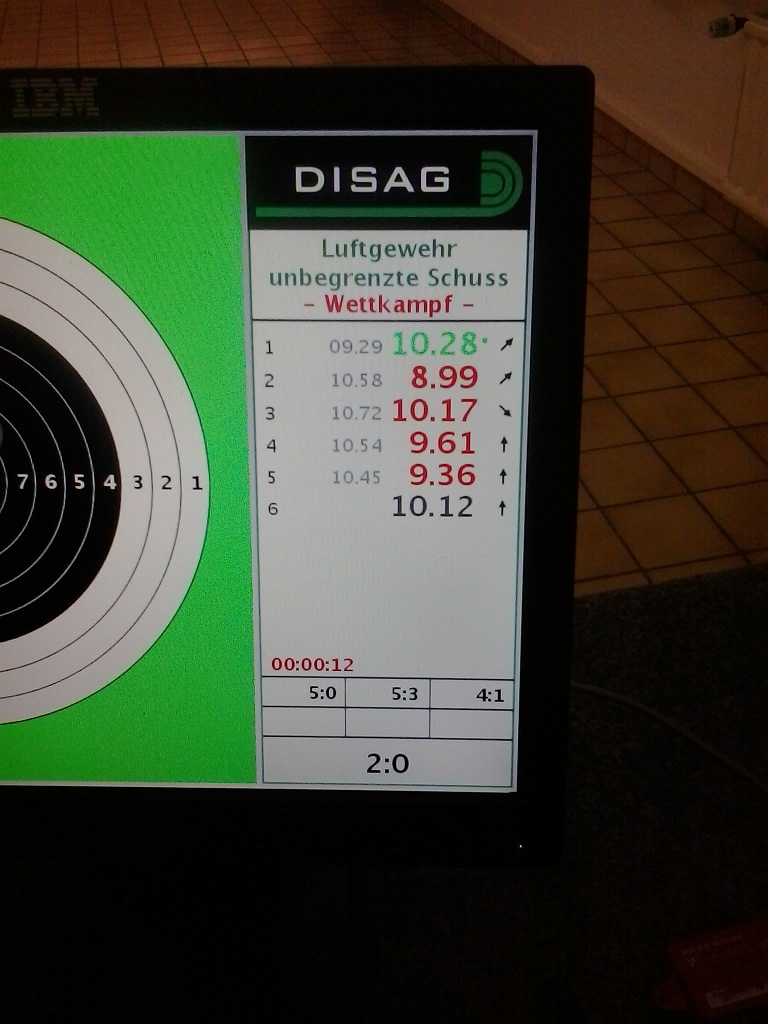 IBM
DISAG
Luftgewehr
unbegrenzte Schuss
- Wettkampf -
1 09.29 10.28*
2 10.58 8.99
3 10.72 10.17
4 10.54 9.61
5 10.45 9.36
6 10.12
7 6 5 4 3 2 1
00:00:12
5:0 5:3 4:1
2:0